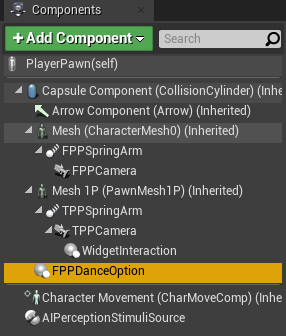 + Add Component
Search
PlayerPawn(self)
Capsule Component (CollisionCylinder) (Inhe
Arrow Component (Arrow) (Inherited)
Mesh (CharacterMesh0) (Inherited)
FPPSpringArm
FPPCamera
Mesh 1P (PawnMesh1P) (Inherited)
TPPSpringArm
TPPCamera
WidgetInteraction
FPPDanceOption
Character Movement (CharMoveComp) (Inhe
AIPerceptionStimuliSource